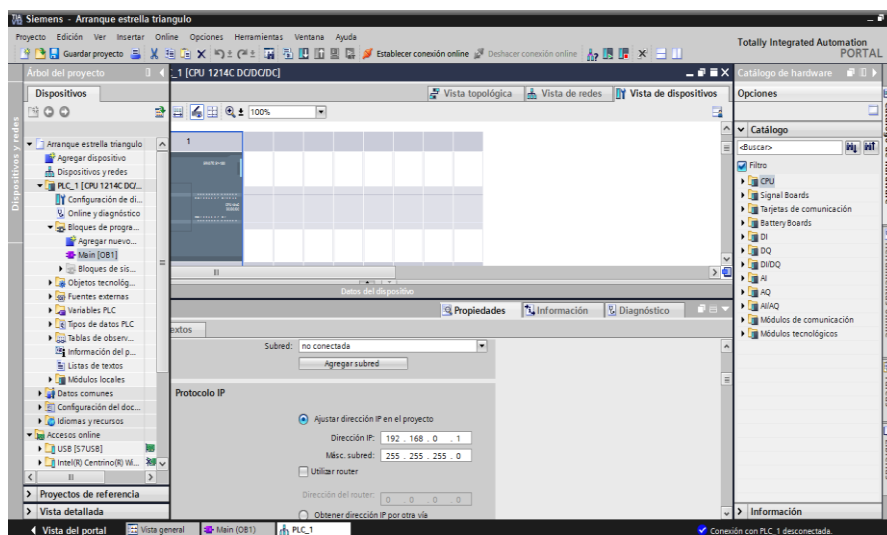 Siemens - Arranque estrella triangulo
Proyecto Edición Ver Insertar Online Opciones Herramientas Ventana Ayuda
Guardar proyecto Establecer conexión online Deshacer conexión online
Totally Integrated Automation
PORTAL
Árbol del proyecto
_1 [CPU 1214C DC/DC/DC]
Catálogo de hardware
Dispositivos
Vista topológica Vista de redes Vista de dispositivos
Opciones
100%
Dispositivos y redes
Arranque estrella triangulo
Agregar dispositivo
Dispositivos y redes
PLC_1 [CPU 1214C DC/...
Configuración de di...
Online y diagnóstico
Bloques de progra...
Agregar nuevo...
Main [OB1]
Bloques de sis...
Objetos tecnológ...
Fuentes externas
Variables PLC
Tipos de datos PLC
Tablas de observ...
Información del p...
Listas de textos
Módulos locales
Datos comunes
Configuración del doc...
Idiomas y recursos
Accesos online
USB [S7USB]
Intel(R) Centrino(R) Wi...
Proyectos de referencia
Vista detallada
1
Datos del dispositivo
Propiedades Información Diagnóstico
extos
Subred: no conectada
Agregar subred
Protocolo IP
Ajustar dirección IP en el proyecto
Dirección IP: 192 . 168 . 0 . 1
Másc. subred: 255 . 255 . 255 . 0
Utilizar router
Dirección del router: 0 . 0 . 0 . 0
Obtener dirección IP por otra vía
Catálogo
<Buscar>
Filtro
CPU
Signal Boards
Tarjetas de comunicación
Battery Boards
DI
DQ
DI/DQ
AI
AQ
AI/AQ
Módulos de comunicación
Módulos tecnológicos
Información
Vista del portal Vista general Main (OB1) PLC_1
Conexión con PLC_1 desconectada.